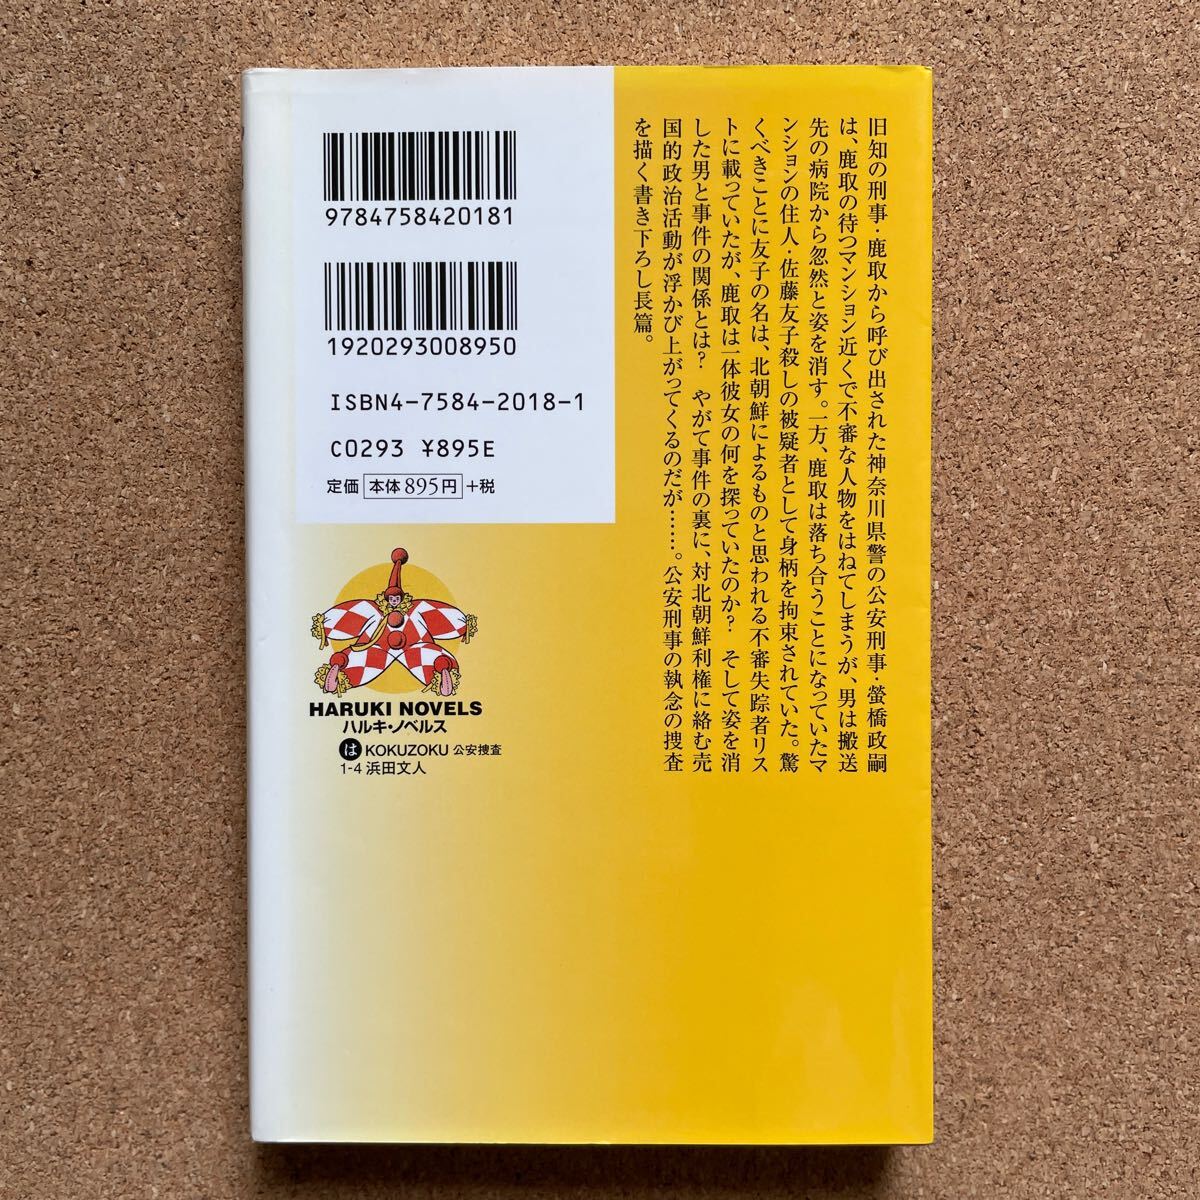 旧知の刑事・鹿取から呼び出された神奈川県警の公安刑事・螢橋政嗣
は、鹿取の待つマンション近くで不審な人物をはねてしまうが、男は搬送
先の病院から忽然と姿を消す。一方、鹿取は落ち合うことになっていたマ
ンションの住人・佐藤友子殺しの被疑者として身柄を拘束されていた。驚
くべきことに友子の名は、北朝鮮によるものと思われる不審失踪者リス
トに載っていたが、鹿取は一体彼女の何を探っていたのか？　そして姿を消
した男と事件の関係とは？　やがて事件の裏に、対北朝鮮利権に絡む売
国的政治活動が浮かび上がってくるのだが……。公安刑事の執念の捜査
を描く書き下ろし長篇。
9784758420181
1920293008950
ISBN4-7584-2018-1
C0293 ¥895E
定価 本体895円 +税
HARUKI NOVELS
ハルキ・ノベルス
は KOKUZOKU 公安捜査
1-4 浜田文人